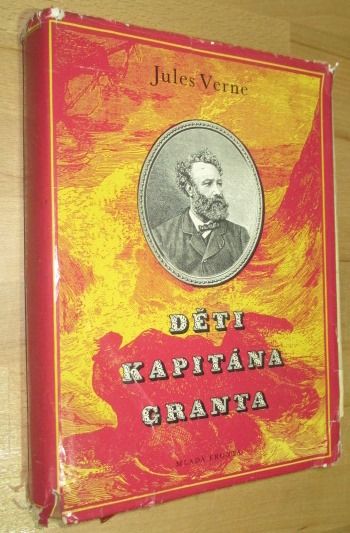 Jules Verne
DĚTI
KAPITÁNA
GRANTA
MLADÁ FRONTA